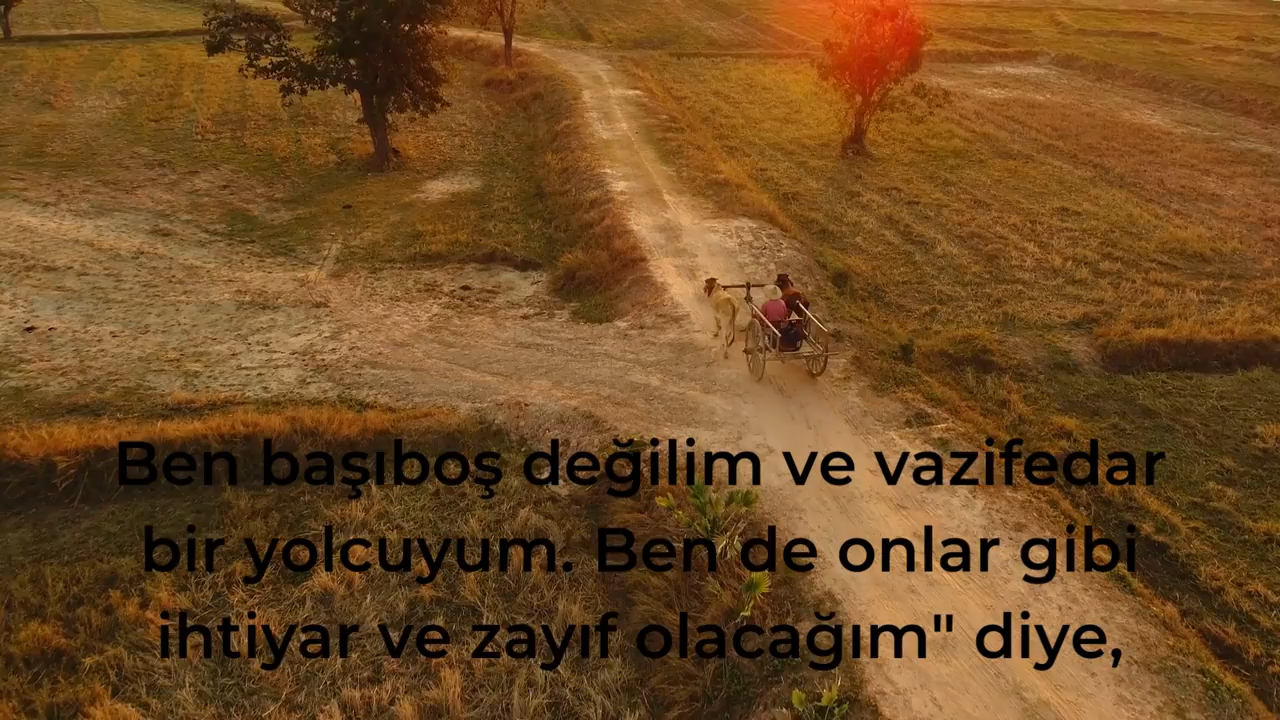 Ben başıboş değilim ve vazifedar
bir yolcuyum. Ben de onlar gibi
ihtiyar ve zayıf olacağım" diye,